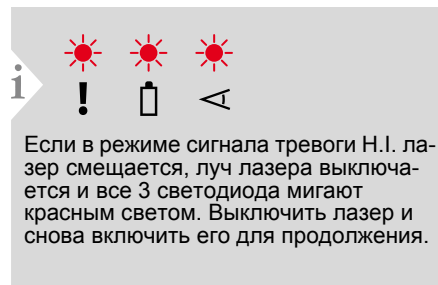 i
!
Если в режиме сигнала тревоги H.I. ла-
зер смещается, луч лазера выключа-
ется и все 3 светодиода мигают
красным светом. Выключить лазер и
снова включить его для продолжения.